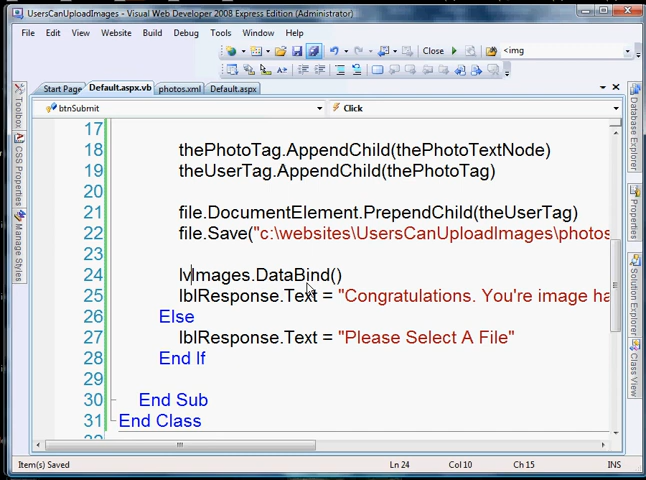 UsersCanUploadImages - Visual Web Developer 2008 Express Edition (Administrator)
File Edit View Website Build Debug Tools Window Help
Close <img
Start Page Default.aspx.vb photos.xml Default.aspx
btnSubmit Click
17
18 thePhotoTag.AppendChild(thePhotoTextNode)
19 theUserTag.AppendChild(thePhotoTag)
20
21 file.DocumentElement.PrependChild(theUserTag)
22 file.Save("c:\websites\UsersCanUploadImages\photos
23
24 lvImages.DataBind()
25 lblResponse.Text = "Congratulations. You're image ha
26 Else
27 lblResponse.Text = "Please Select A File"
28 End If
29
30 End Sub
31 End Class
Toolbox
CSS Properties
Manage Styles
Database Explorer
Properties
Solution Explorer
Class View
Item(s) Saved Ln 24 Col 10 Ch 15 INS